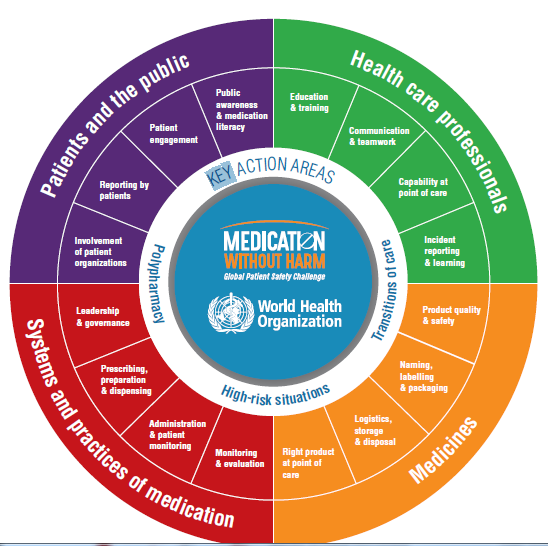 Patients and the public
Public
awareness
& medication
literacy
Patient
engagement
Reporting by
patients
Involvement
of patient
organizations
Health care professionals
Education
& training
Communication
& teamwork
Capability at
point of care
Incident
reporting
& learning
KEY ACTION AREAS
Polypharmacy
Transitions of care
High-risk situations
MEDICATION
WITHOUT HARM
Global Patient Safety Challenge
World Health
Organization
Systems and practices of medication
Leadership
& governance
Prescribing,
preparation
& dispensing
Administration
& patient
monitoring
Monitoring
& evaluation
Medicines
Product quality
& safety
Naming,
labelling
& packaging
Logistics,
storage
& disposal
Right product
at point of
care